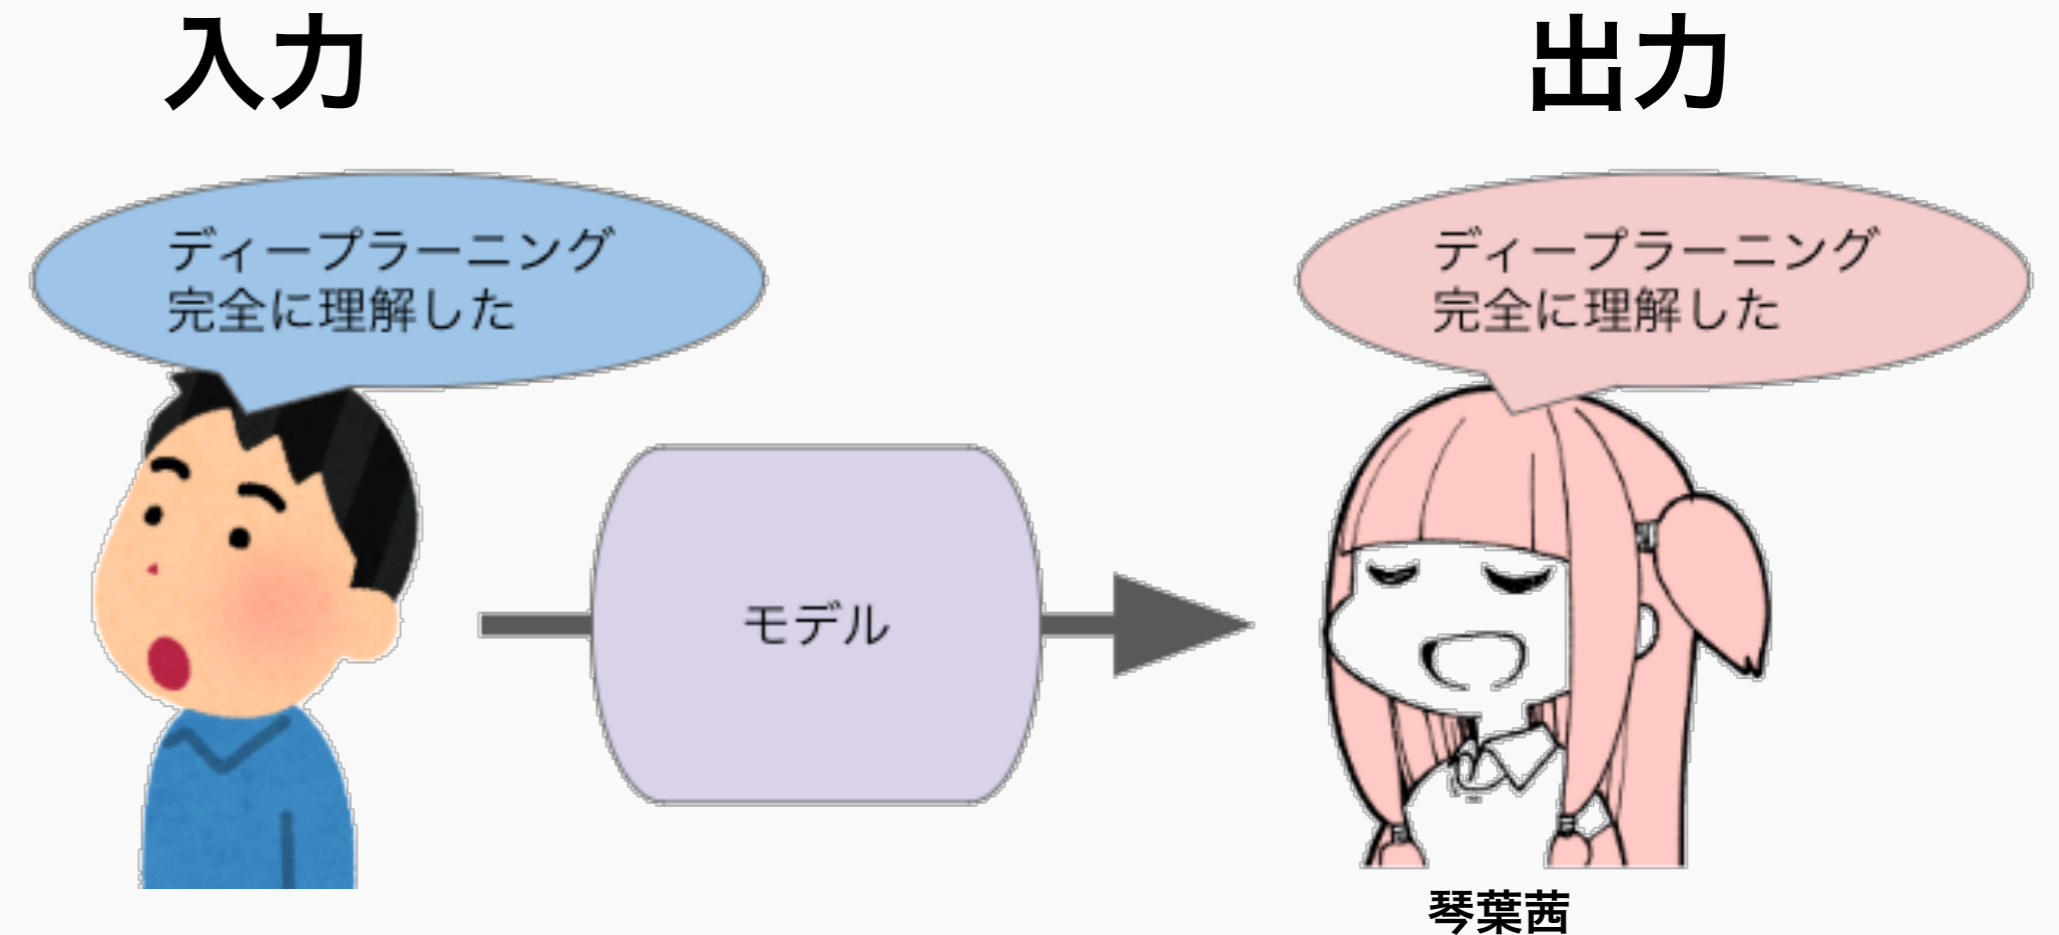 入力
出力
ディープラーニング
完全に理解した
ディープラーニング
完全に理解した
モデル
琴葉茜